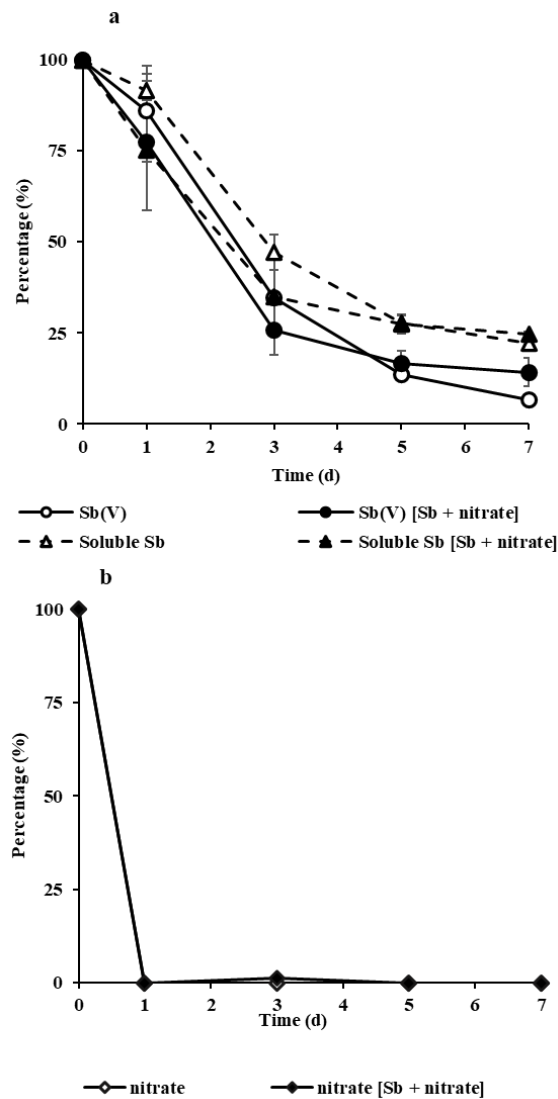 a
100
75
50
25
0
Percentage (%)
0 1 2 3 4 5 6 7
Time (d)
Sb(V) Sb(V) [Sb + nitrate]
Soluble Sb Soluble Sb [Sb + nitrate]
b
100
75
50
25
0
Percentage (%)
0 1 2 3 4 5 6 7
Time (d)
nitrate nitrate [Sb + nitrate]